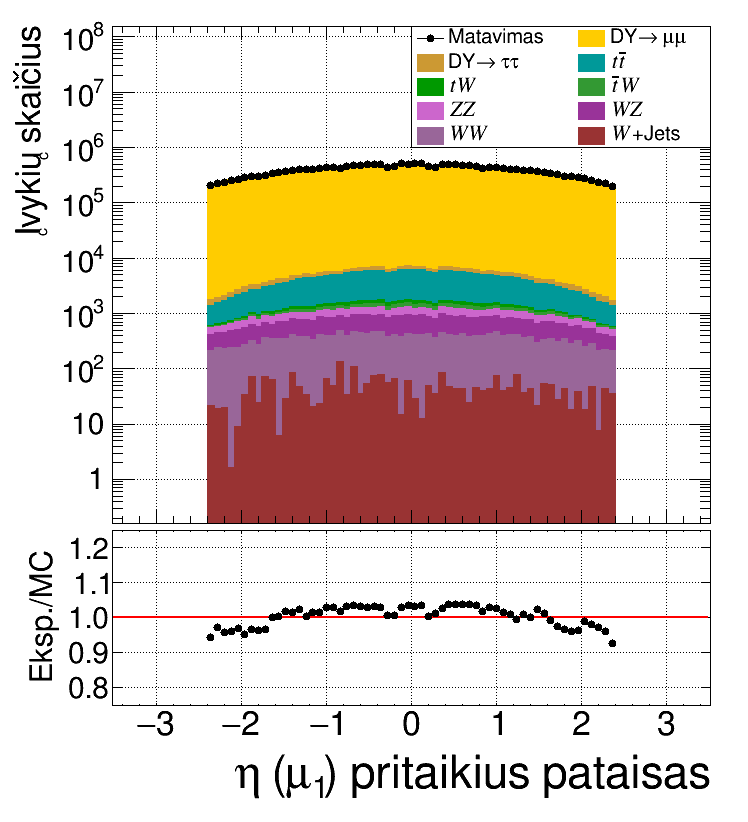 Įvykių skaičius
10⁸
10⁷
10⁶
10⁵
10⁴
10³
10²
10
1
Matavimas DY→ μμ
DY→ ττ tt̄
tW t̄W
ZZ WZ
WW W+Jets
Eksp./MC
1.2
1.1
1.0
0.9
0.8
−3 −2 −1 0 1 2 3
η (μ₁) pritaikius pataisas